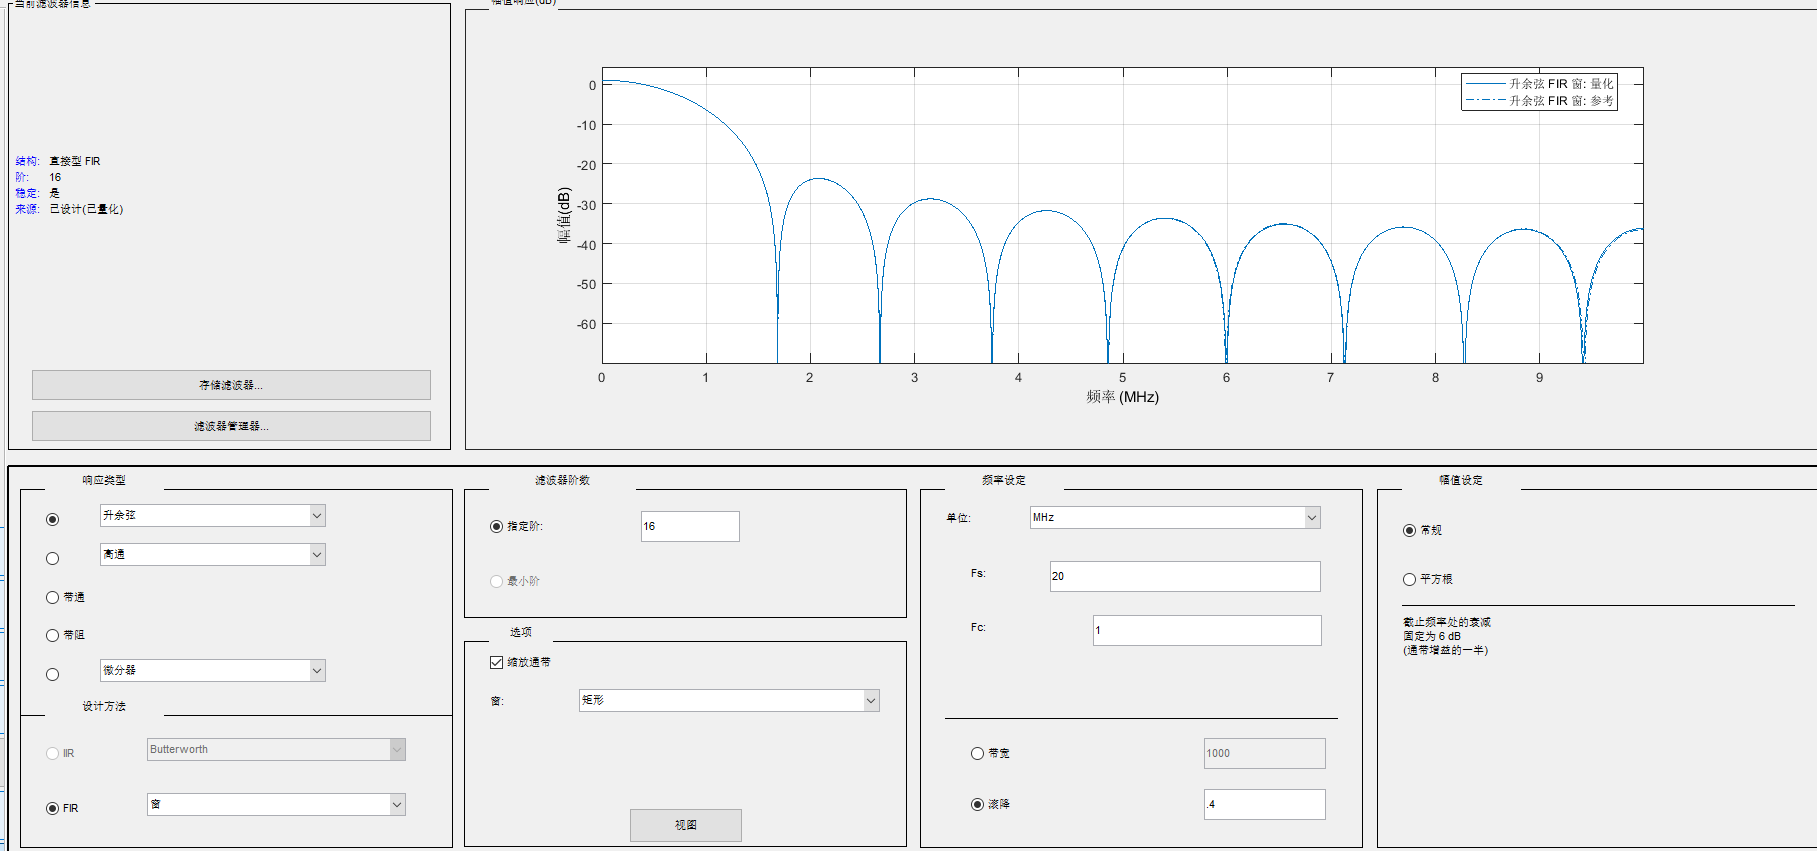 当前滤波器信息
结构: 直接型 FIR
阶: 16
稳定: 是
来源: 已设计(已量化)
存储滤波器...
滤波器管理器...
幅值响应(dB)
升余弦 FIR 窗: 量化
升余弦 FIR 窗: 参考
幅值(dB)
0
-10
-20
-30
-40
-50
-60
0 1 2 3 4 5 6 7 8 9
频率 (MHz)
响应类型
升余弦
高通
带通
带阻
微分器
设计方法
IIR Butterworth
FIR 窗
滤波器阶数
指定阶: 16
最小阶
选项
缩放通带
窗: 矩形
视图
频率设定
单位: MHz
Fs: 20
Fc: 1
带宽 1000
滚降 .4
幅值设定
常规
平方根
截止频率处的衰减
固定为 6 dB
(通带增益的一半)